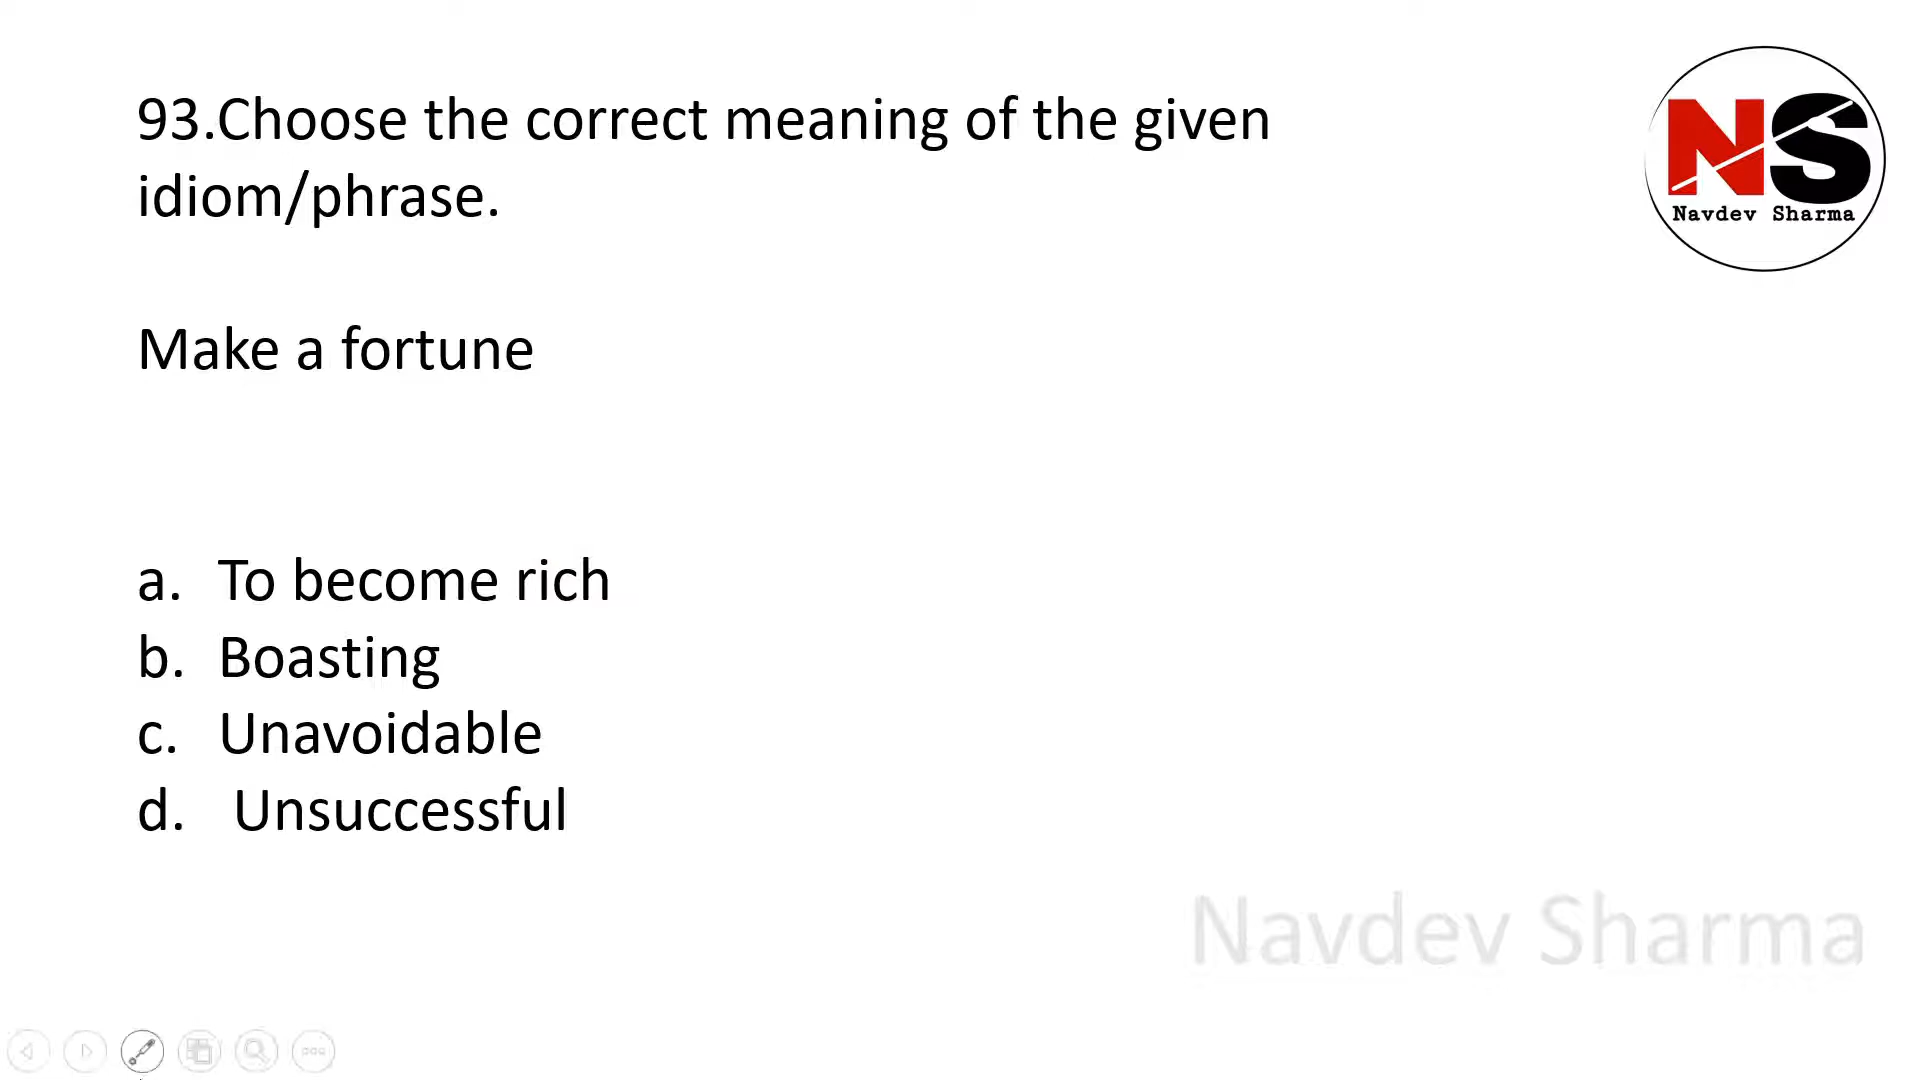 93.Choose the correct meaning of the given
idiom/phrase.
Make a fortune
a. To become rich
b. Boasting
c. Unavoidable
d. Unsuccessful
NS
Navdev Sharma
Navdev Sharma